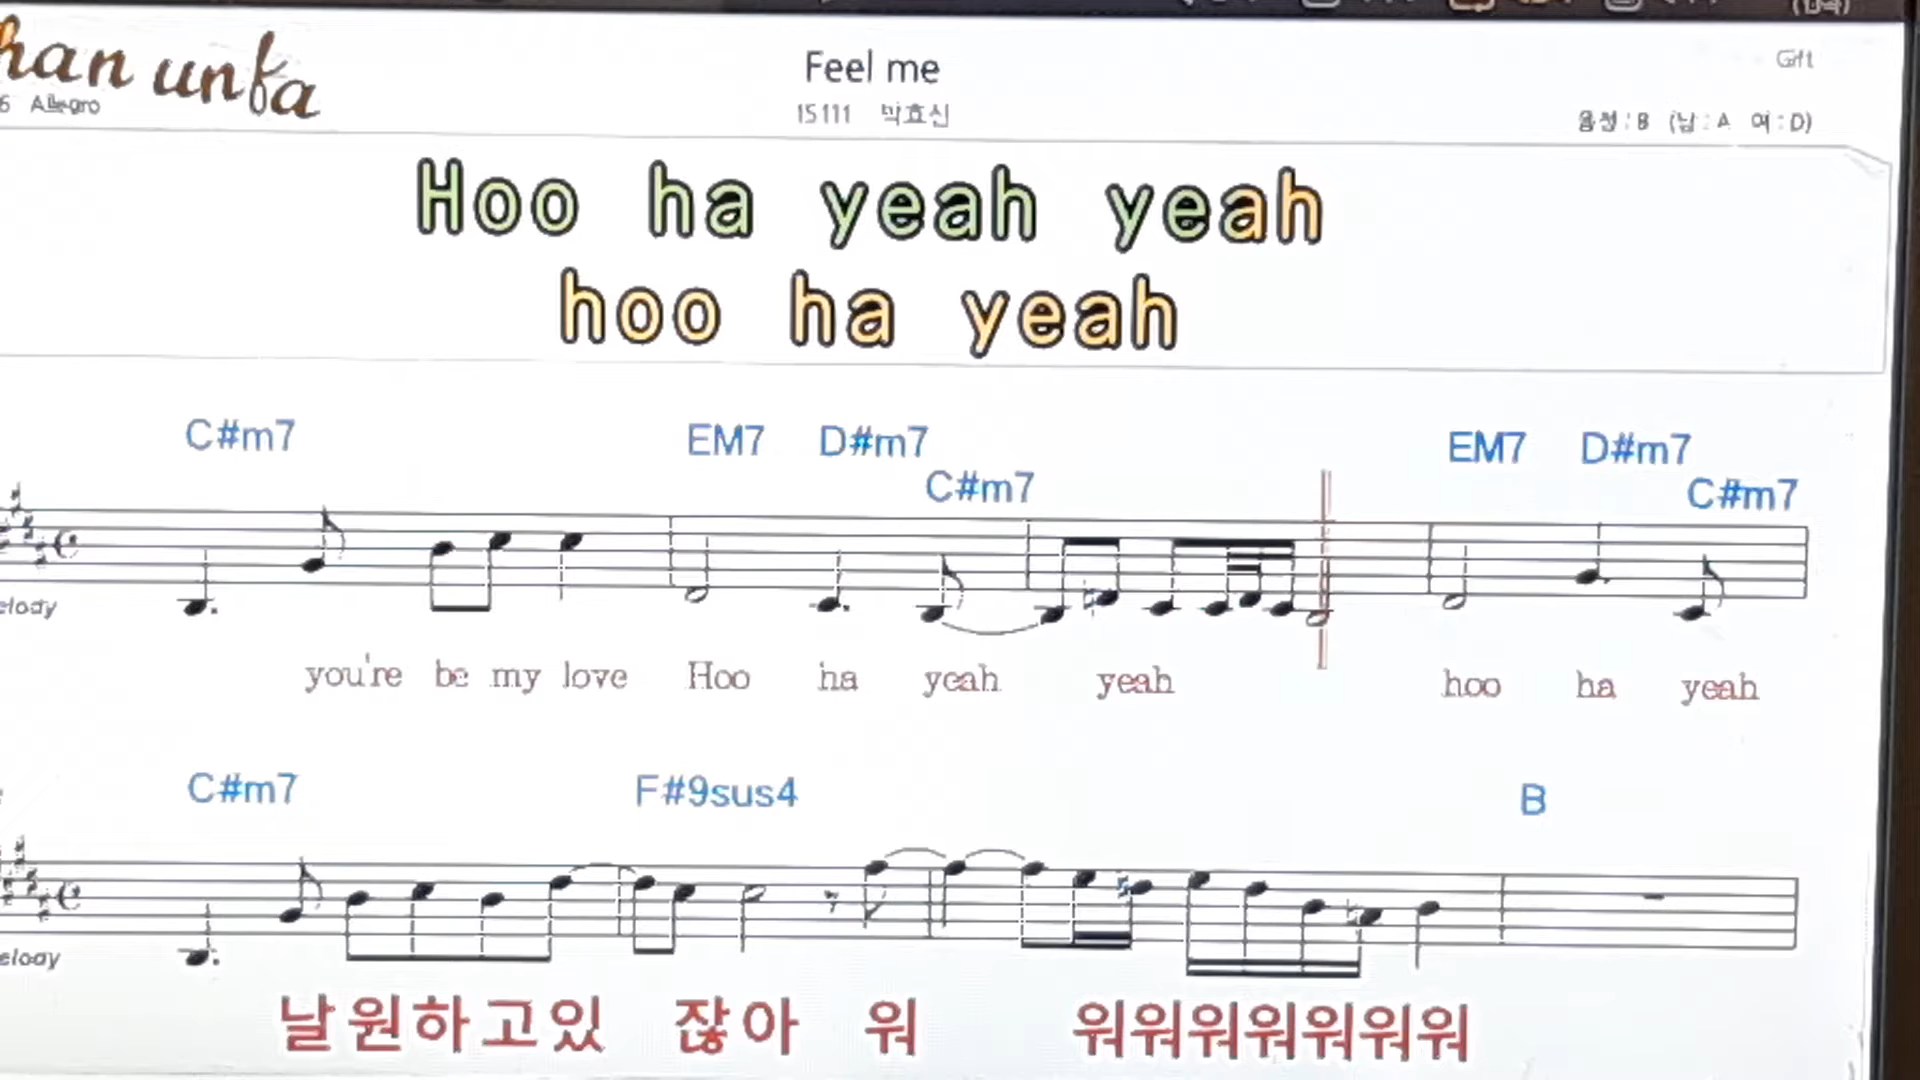 han unfa
Feel me
Gift
6 Allegro
15111 박효신
음정:B (남:A 여:D)
Hoo ha yeah yeah
hoo ha yeah
C#m7 EM7 D#m7 C#m7 EM7 D#m7 C#m7
elody
you're be my love Hoo ha yeah yeah hoo ha yeah
C#m7 F#9sus4 B
elody
날원하고있 잖아 워 워워워워워워워